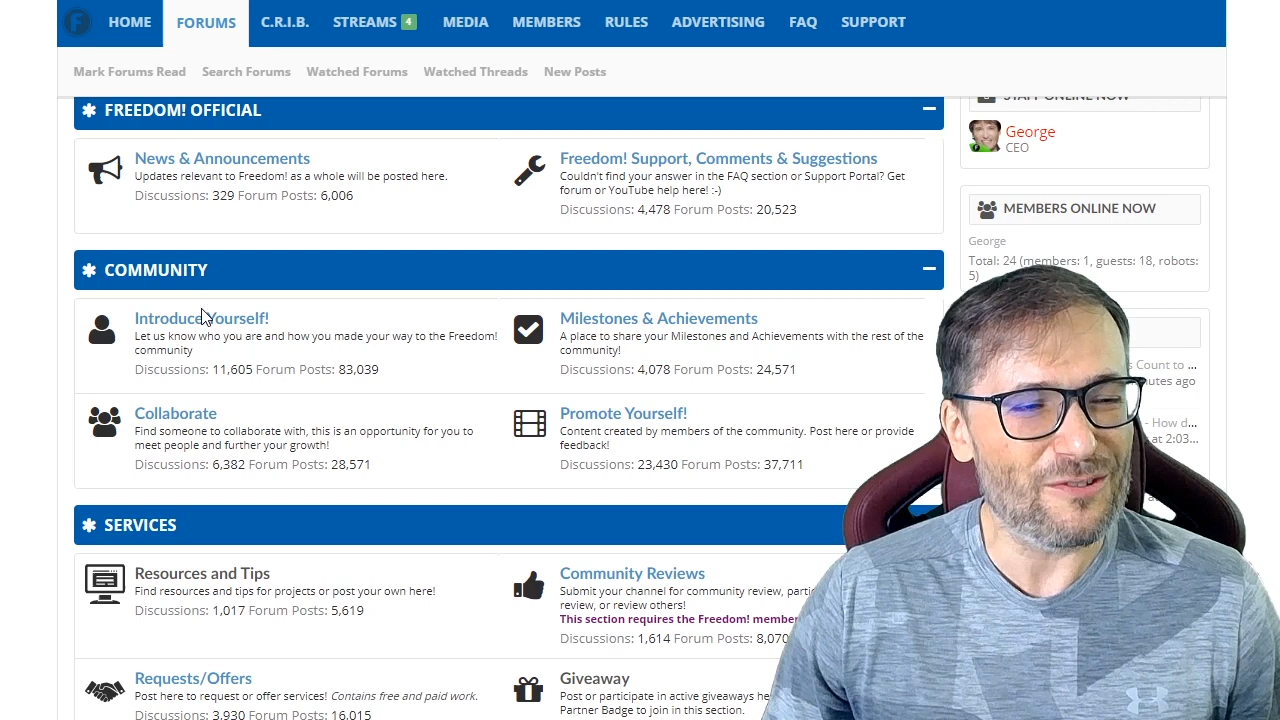 HOME FORUMS C.R.I.B. STREAMS 4 MEDIA MEMBERS RULES ADVERTISING FAQ SUPPORT
Mark Forums Read Search Forums Watched Forums Watched Threads New Posts
FREEDOM! OFFICIAL
News & Announcements
Updates relevant to Freedom! as a whole will be posted here.
Discussions: 329 Forum Posts: 6,006
Freedom! Support, Comments & Suggestions
Couldn't find your answer in the FAQ section or Support Portal? Get
forum or YouTube help here! :-)
Discussions: 4,478 Forum Posts: 20,523
COMMUNITY
Introduce Yourself!
Let us know who you are and how you made your way to the Freedom!
community
Discussions: 11,605 Forum Posts: 83,039
Milestones & Achievements
A place to share your Milestones and Achievements with the rest of the
community!
Discussions: 4,078 Forum Posts: 24,571
Collaborate
Find someone to collaborate with, this is an opportunity for you to
meet people and further your growth!
Discussions: 6,382 Forum Posts: 28,571
Promote Yourself!
Content created by members of the community. Post here or provide
feedback!
Discussions: 23,430 Forum Posts: 37,711
SERVICES
Resources and Tips
Find resources and tips for projects or post your own here!
Discussions: 1,017 Forum Posts: 5,619
Community Reviews
Submit your channel for community review,
review, or review others!
This section requires the Freedom!
Discussions: 1,614 Forum Posts: 8,070
Requests/Offers
Post here to request or offer services! Contains free and paid work.
Discussions: 3,930 Forum Posts: 16,015
Giveaway
Post or participate in active giveaways
Partner Badge to join in this section.
STAFF ONLINE NOW
George
CEO
MEMBERS ONLINE NOW
George
Total: 24 (members: 1, guests: 18, robots:
5)
Count to ...
ago
- How d...
at 2:03...